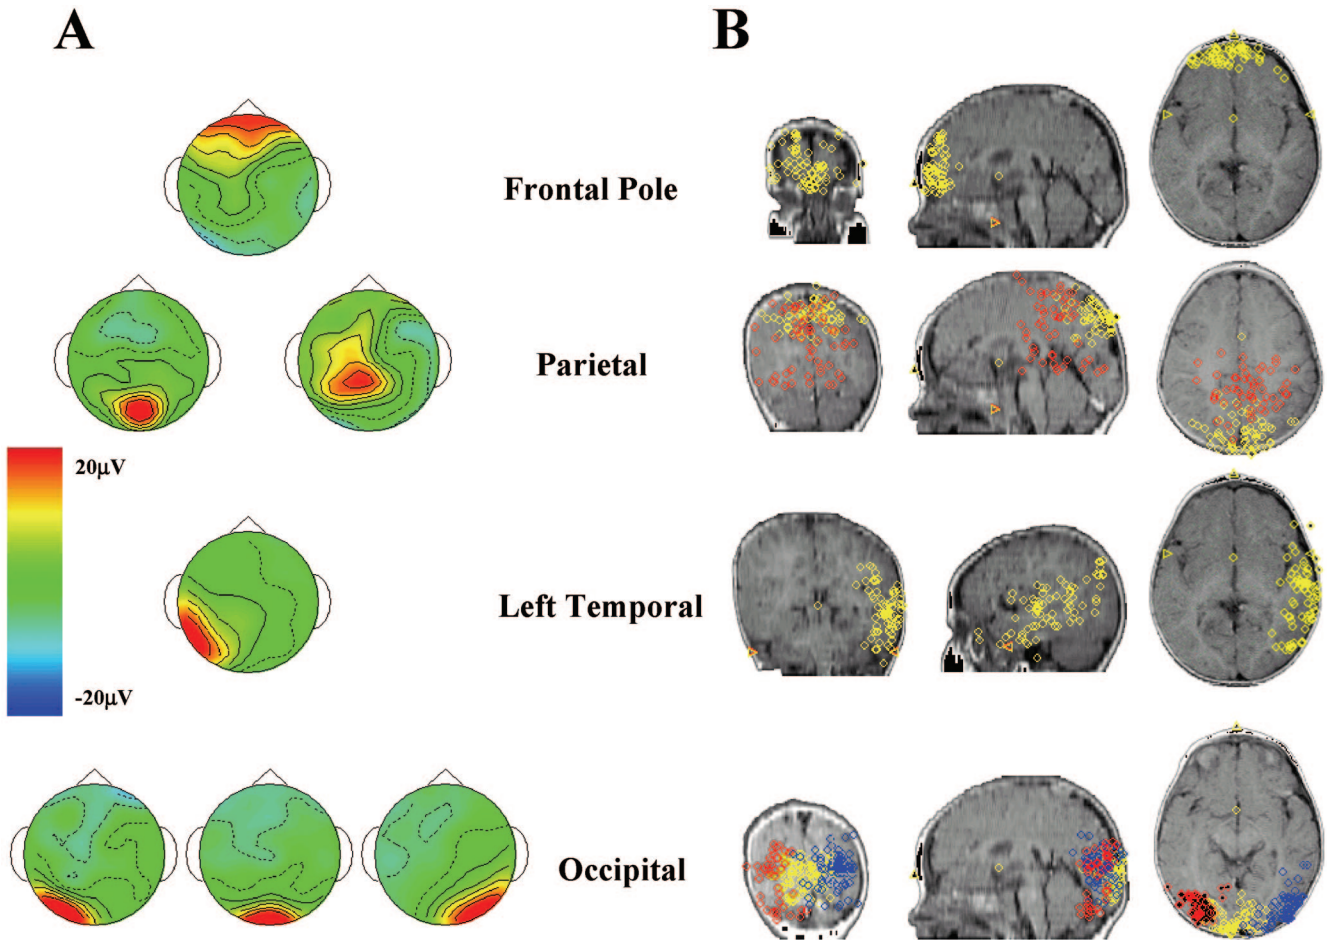 A
B
Frontal Pole
Parietal
20μV
-20μV
Left Temporal
Occipital